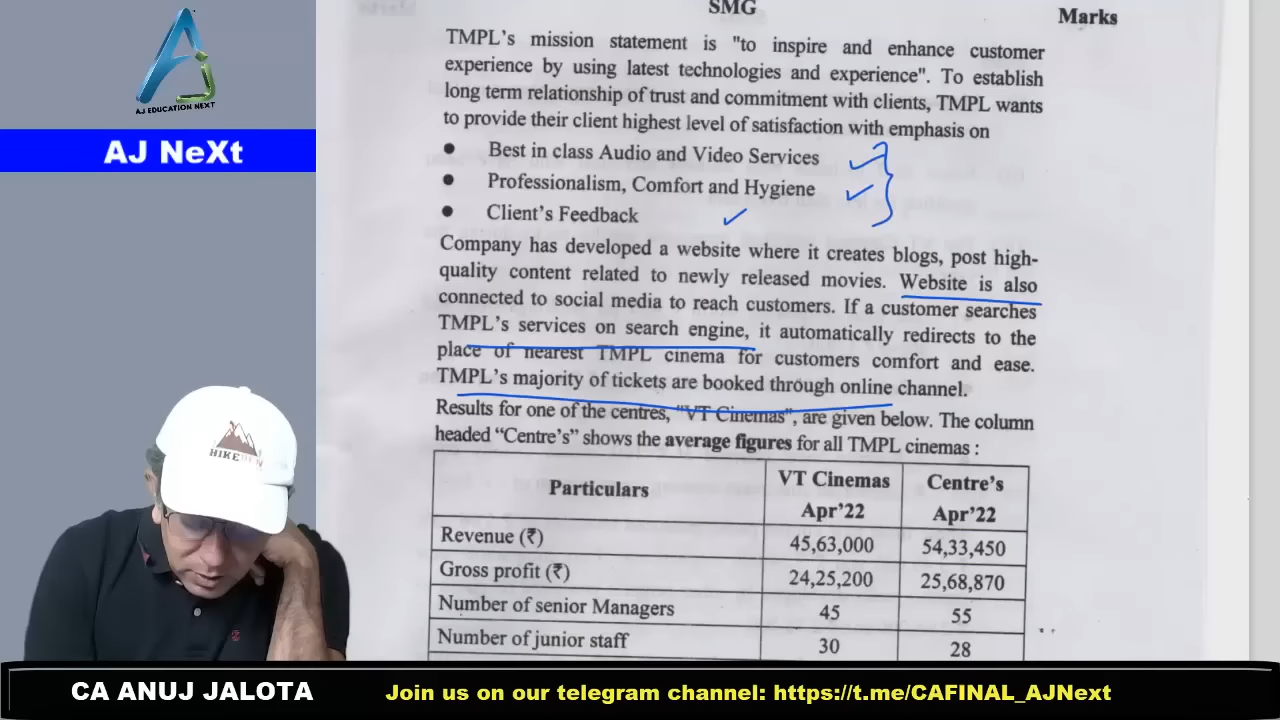 AJ EDUCATION NEXT
AJ NeXt
SMG
Marks
TMPL's mission statement is "to inspire and enhance customer
experience by using latest technologies and experience". To establish
long term relationship of trust and commitment with clients, TMPL wants
to provide their client highest level of satisfaction with emphasis on
● Best in class Audio and Video Services
● Professionalism, Comfort and Hygiene
● Client's Feedback
Company has developed a website where it creates blogs, post high-
quality content related to newly released movies. Website is also
connected to social media to reach customers. If a customer searches
TMPL's services on search engine, it automatically redirects to the
place of nearest TMPL cinema for customers comfort and ease.
TMPL's majority of tickets are booked through online channel.
Results for one of the centres, "VT Cinemas", are given below. The column
headed "Centre's" shows the average figures for all TMPL cinemas :
Particulars VT Cinemas Apr'22 Centre's Apr'22
Revenue (₹) 45,63,000 54,33,450
Gross profit (₹) 24,25,200 25,68,870
Number of senior Managers 45 55
Number of junior staff 30 28
CA ANUJ JALOTA
Join us on our telegram channel: https://t.me/CAFINAL_AJNext